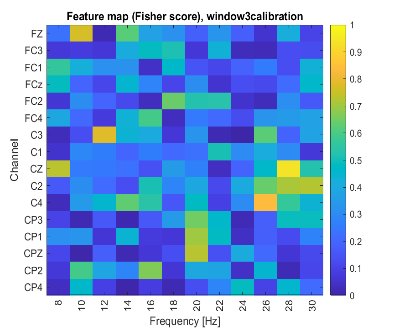 Feature map (Fisher score), window3calibration
Channel
FZ
FC3
FC1
FCz
FC2
FC4
C3
C1
CZ
C2
C4
CP3
CP1
CPZ
CP2
CP4
8 10 12 14 16 18 20 22 24 26 28 30
Frequency [Hz]
1
0.9
0.8
0.7
0.6
0.5
0.4
0.3
0.2
0.1
0